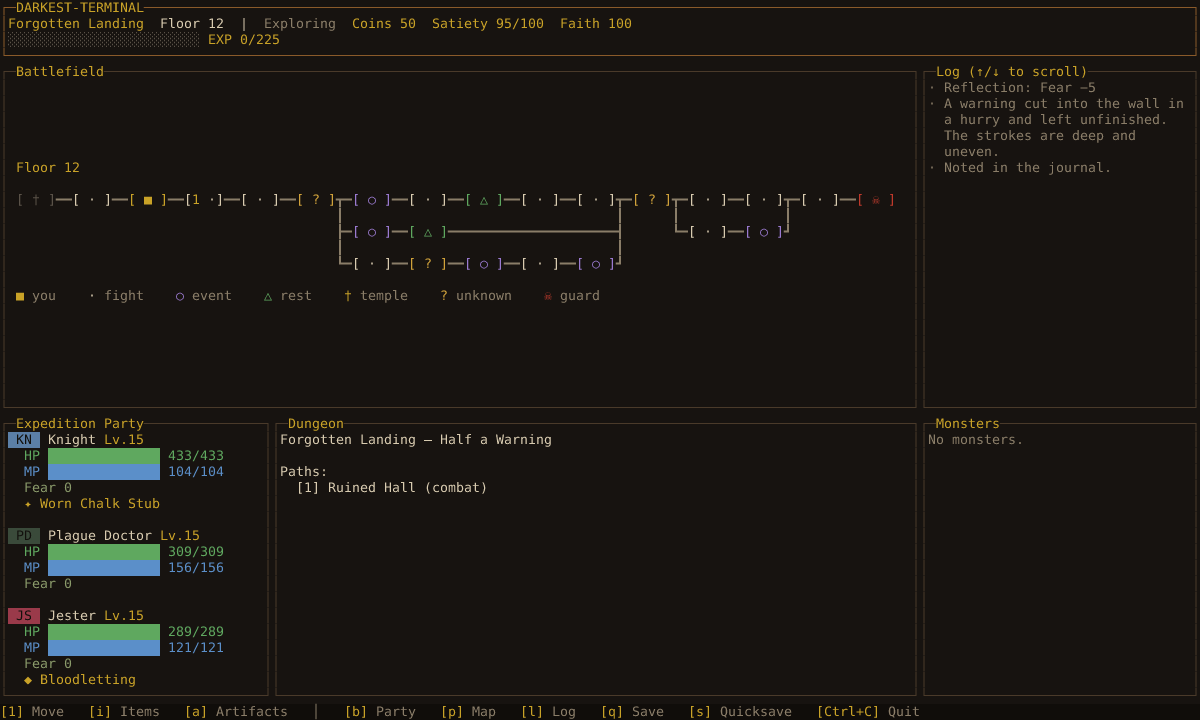 DARKEST-TERMINAL
Forgotten Landing  Floor 12  |  Exploring  Coins 50  Satiety 95/100  Faith 100
EXP 0/225
Battlefield
Floor 12
[ † ]━━[ · ]━━[ ■ ]━━[1 ·]━━[ · ]━━[ ? ]┳━[ ○ ]━━[ · ]━━[ △ ]━━[ · ]━━[ · ]┳━[ ? ]━┳━[ · ]━━[ · ]┳━[ · ]━━[ ☠ ]
┣━[ ○ ]━━[ △ ]━━━━━━━━━━━━━━━━━━━━━┫ ┗━[ · ]━━[ ○ ]┛
┗━[ · ]━━[ ? ]━━[ ○ ]━━[ · ]━━[ ○ ]┛
■ you · fight ○ event △ rest † temple ? unknown ☠ guard
Log (↑/↓ to scroll)
· Reflection: Fear −5
· A warning cut into the wall in
a hurry and left unfinished.
The strokes are deep and
uneven.
· Noted in the journal.
Expedition Party
KN Knight Lv.15
HP 433/433
MP 104/104
Fear 0
✦ Worn Chalk Stub
PD Plague Doctor Lv.15
HP 309/309
MP 156/156
Fear 0
JS Jester Lv.15
HP 289/289
MP 121/121
Fear 0
◆ Bloodletting
Dungeon
Forgotten Landing — Half a Warning
Paths:
[1] Ruined Hall (combat)
Monsters
No monsters.
[1] Move [i] Items [a] Artifacts │ [b] Party [p] Map [l] Log [q] Save [s] Quicksave [Ctrl+C] Quit